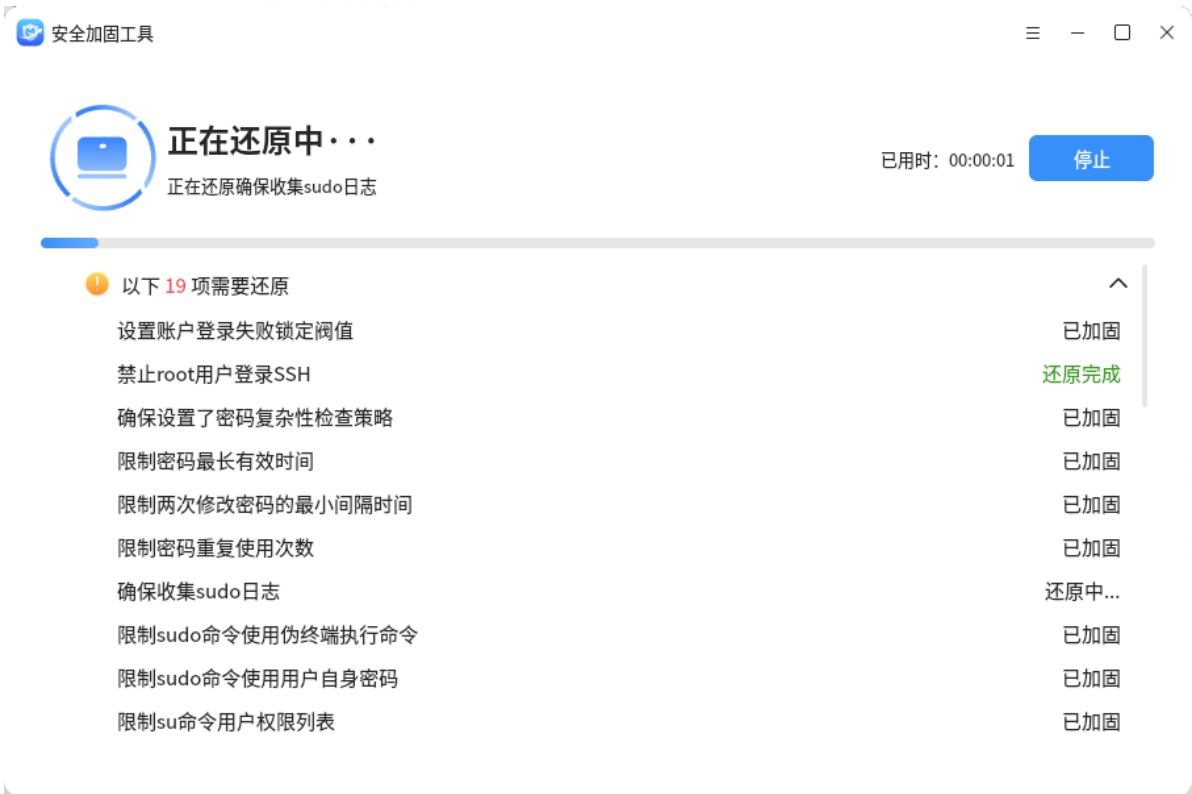 安全加固工具
正在还原中···
正在还原确保收集sudo日志
已用时：00:00:01
停止
以下 19 项需要还原
设置账户登录失败锁定阀值 已加固
禁止root用户登录SSH 还原完成
确保设置了密码复杂性检查策略 已加固
限制密码最长有效时间 已加固
限制两次修改密码的最小间隔时间 已加固
限制密码重复使用次数 已加固
确保收集sudo日志 还原中...
限制sudo命令使用伪终端执行命令 已加固
限制sudo命令使用用户自身密码 已加固
限制su命令用户权限列表 已加固